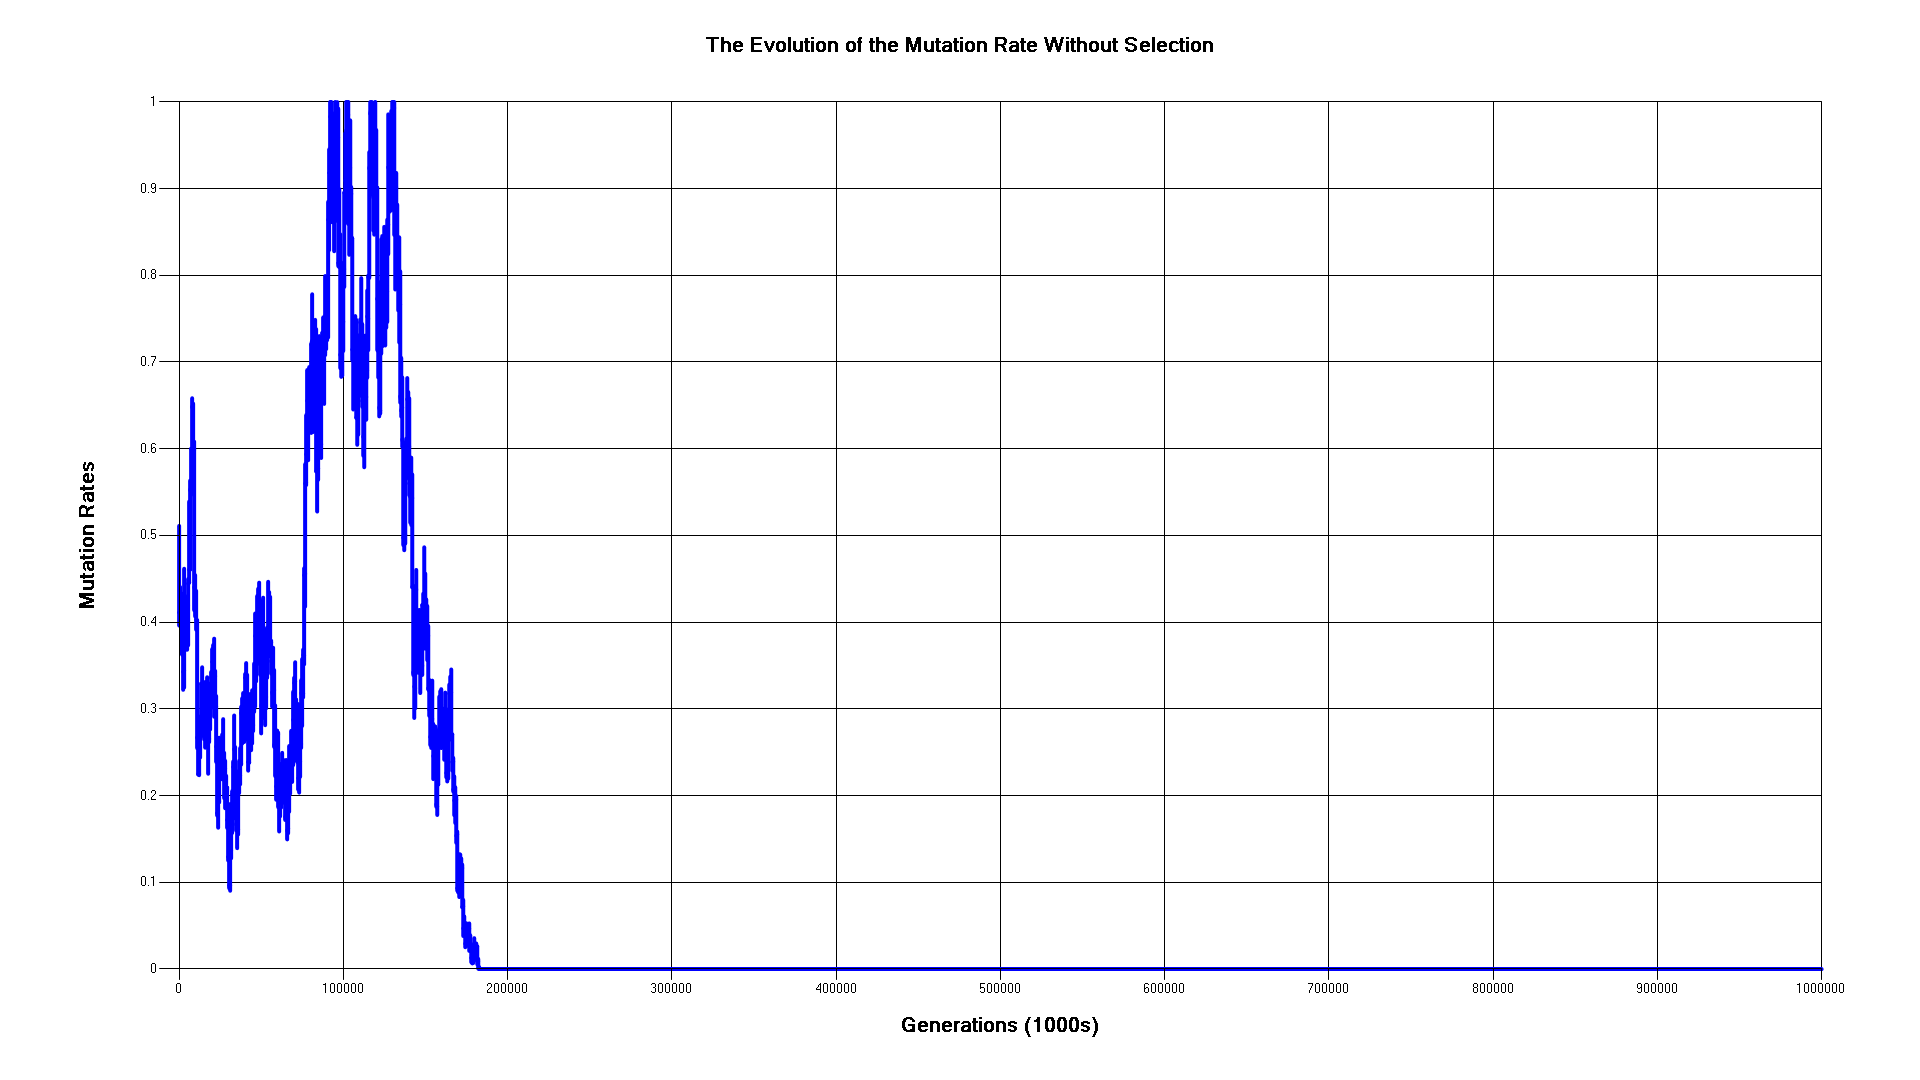 The Evolution of the Mutation Rate Without Selection
1
0.9
0.8
0.7
0.6
0.5
0.4
0.3
0.2
0.1
0
Mutation Rates
0 100000 200000 300000 400000 500000 600000 700000 800000 900000 1000000
Generations (1000s)